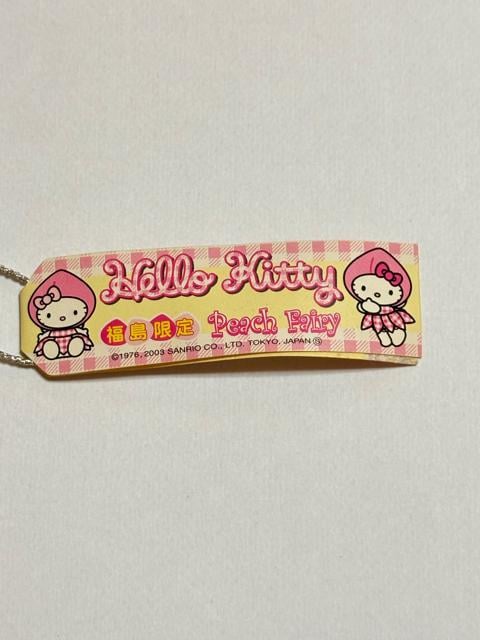 Hello Kitty
福島限定 Peach Fairy
©1976, 2003 SANRIO CO., LTD. TOKYO, JAPAN Ⓢ